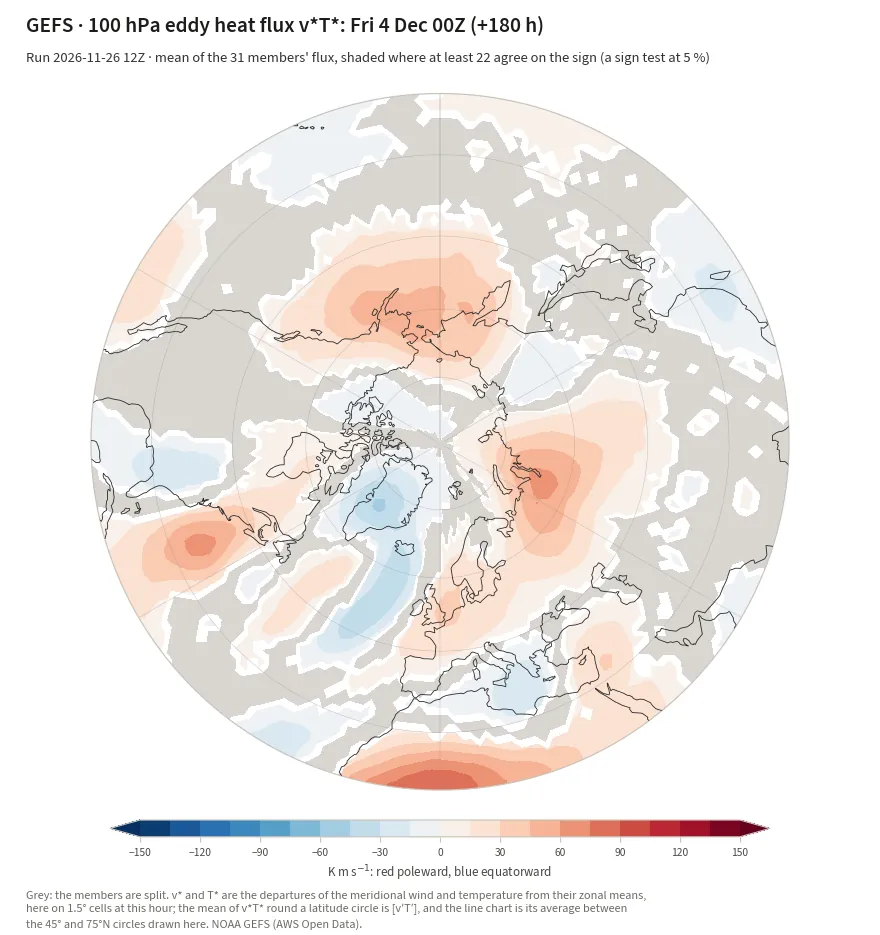 GEFS · 100 hPa eddy heat flux v*T*: Fri 4 Dec 00Z (+180 h)
Run 2026-11-26 12Z · mean of the 31 members' flux, shaded where at least 22 agree on the sign (a sign test at 5 %)
−150 −120 −90 −60 −30 0 30 60 90 120 150
K m s⁻¹: red poleward, blue equatorward
Grey: the members are split. v* and T* are the departures of the meridional wind and temperature from their zonal means,
here on 1.5° cells at this hour; the mean of v*T* round a latitude circle is [v'T'], and the line chart is its average between
the 45° and 75°N circles drawn here. NOAA GEFS (AWS Open Data).